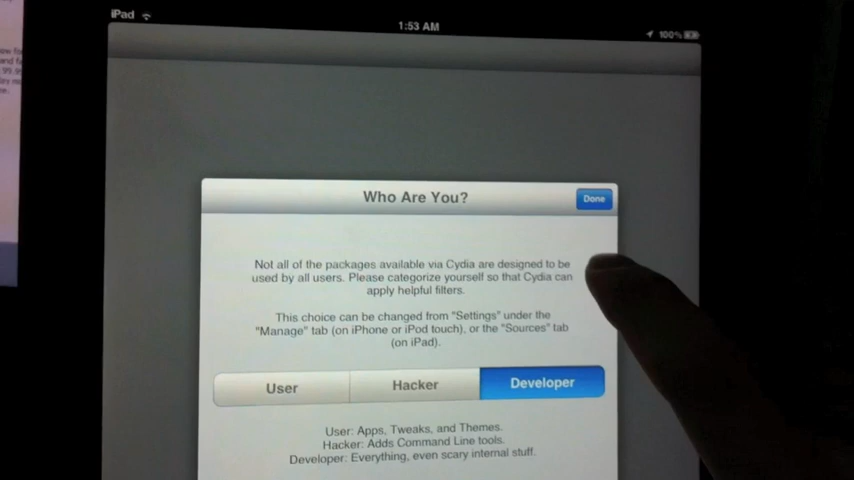 iPad
1:53 AM
100%
Who Are You?
Done
Not all of the packages available via Cydia are designed to be
used by all users. Please categorize yourself so that Cydia can
apply helpful filters.
This choice can be changed from "Settings" under the
"Manage" tab (on iPhone or iPod touch), or the "Sources" tab
(on iPad).
User
Hacker
Developer
User: Apps, Tweaks, and Themes.
Hacker: Adds Command Line tools.
Developer: Everything, even scary internal stuff.